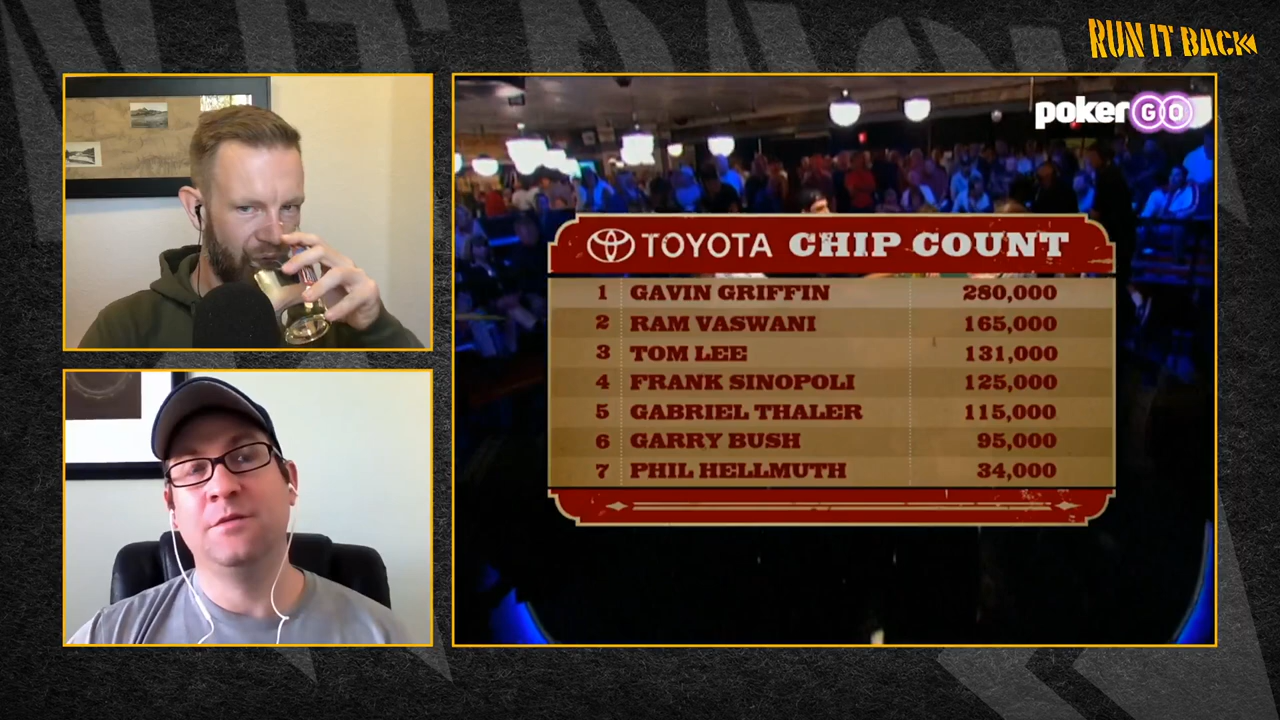 RUN IT BACK
poker GO
TOYOTA CHIP COUNT
1 GAVIN GRIFFIN 280,000
2 RAM VASWANI 165,000
3 TOM LEE 131,000
4 FRANK SINOPOLI 125,000
5 GABRIEL THALER 115,000
6 GARRY BUSH 95,000
7 PHIL HELLMUTH 34,000